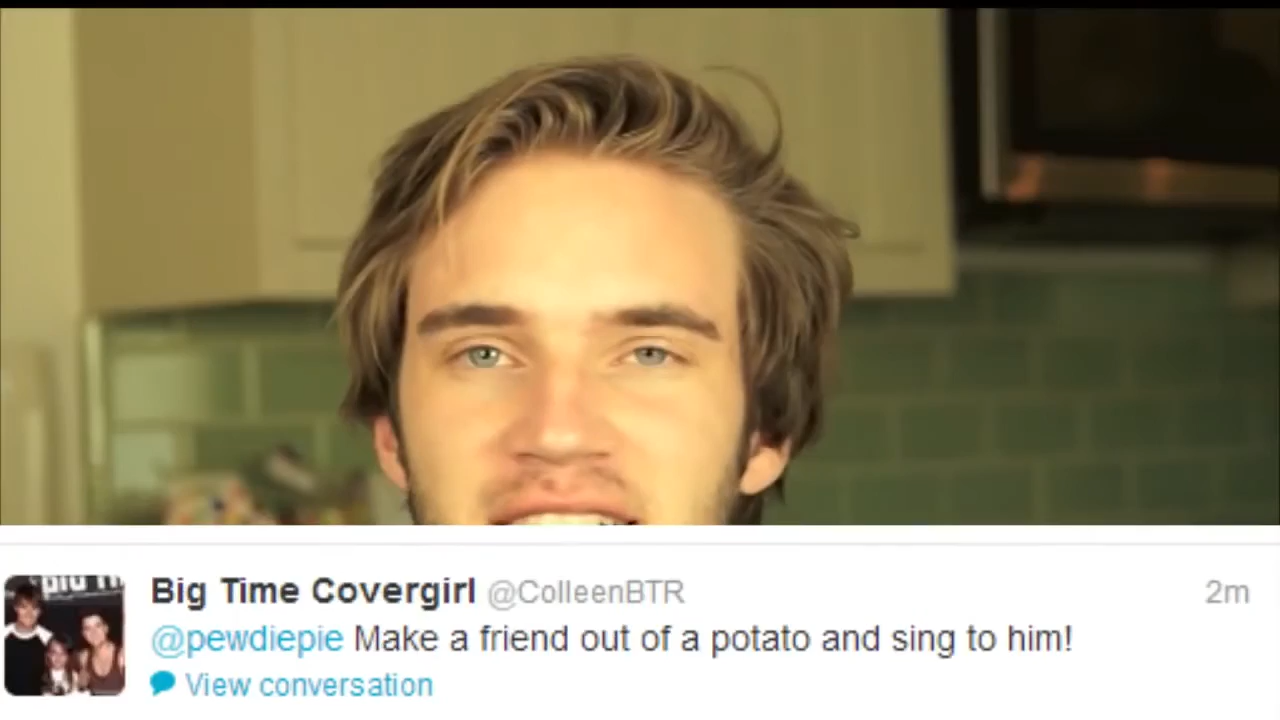 Big Time Covergirl @ColleenBTR 2m
@pewdiepie Make a friend out of a potato and sing to him!
View conversation